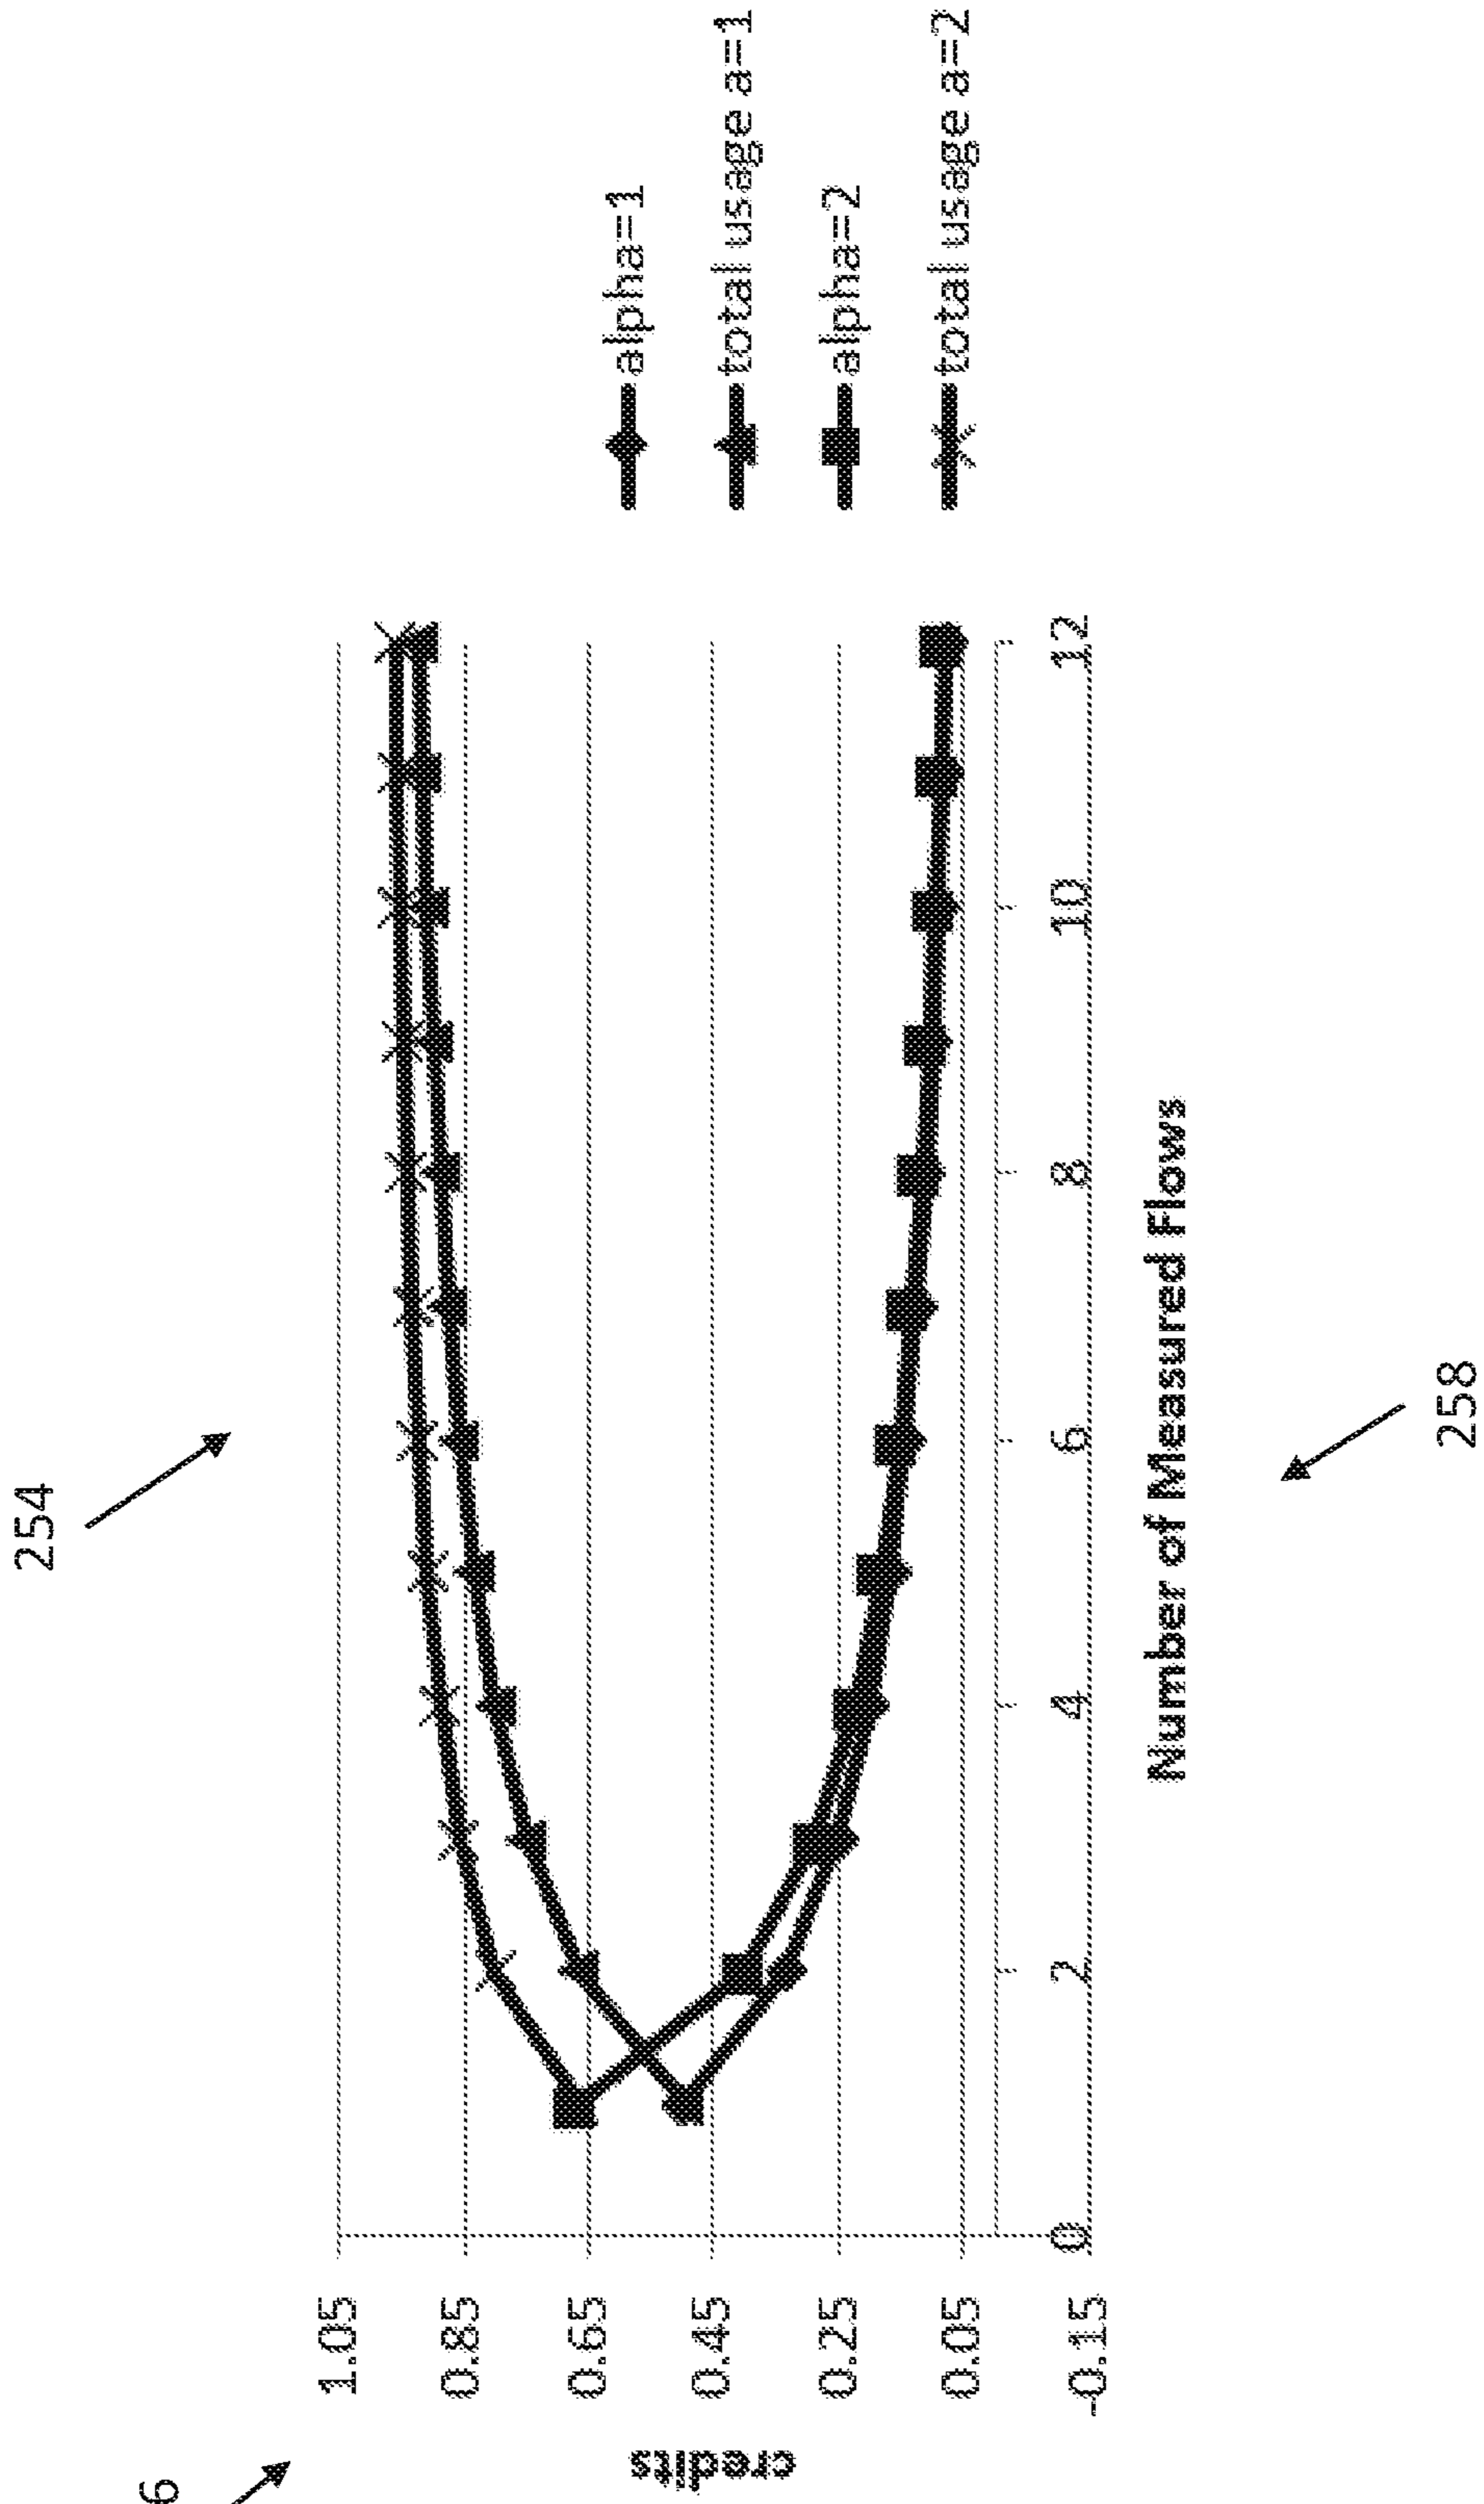 254
6
1.05
0.85
0.65
0.45
0.25
0.05
-0.15
credits
0
2
4
6
8
10
12
Number of Measured Flows
alpha=1
total usage a=1
alpha=2
total usage a=2
258